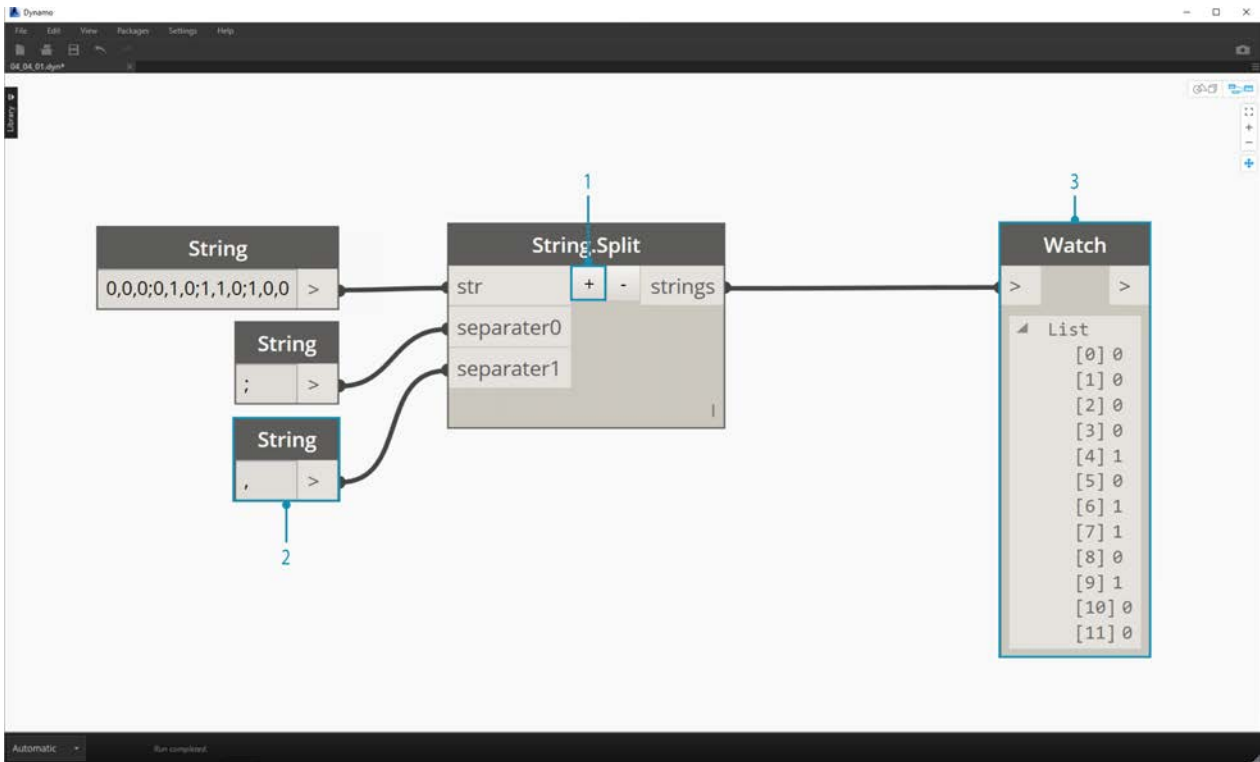 Dynamo
File Edit View Packages Settings Help
04_04_01.dyn*
Library
1
3
String
0,0,0;0,1,0;1,1,0;1,0,0 >
String.Split
str + - strings
separater0
separater1
|
Watch
> >
List
[0] 0
[1] 0
[2] 0
[3] 0
[4] 1
[5] 0
[6] 1
[7] 1
[8] 0
[9] 1
[10] 0
[11] 0
String
; >
String
, >
2
Automatic Run completed.